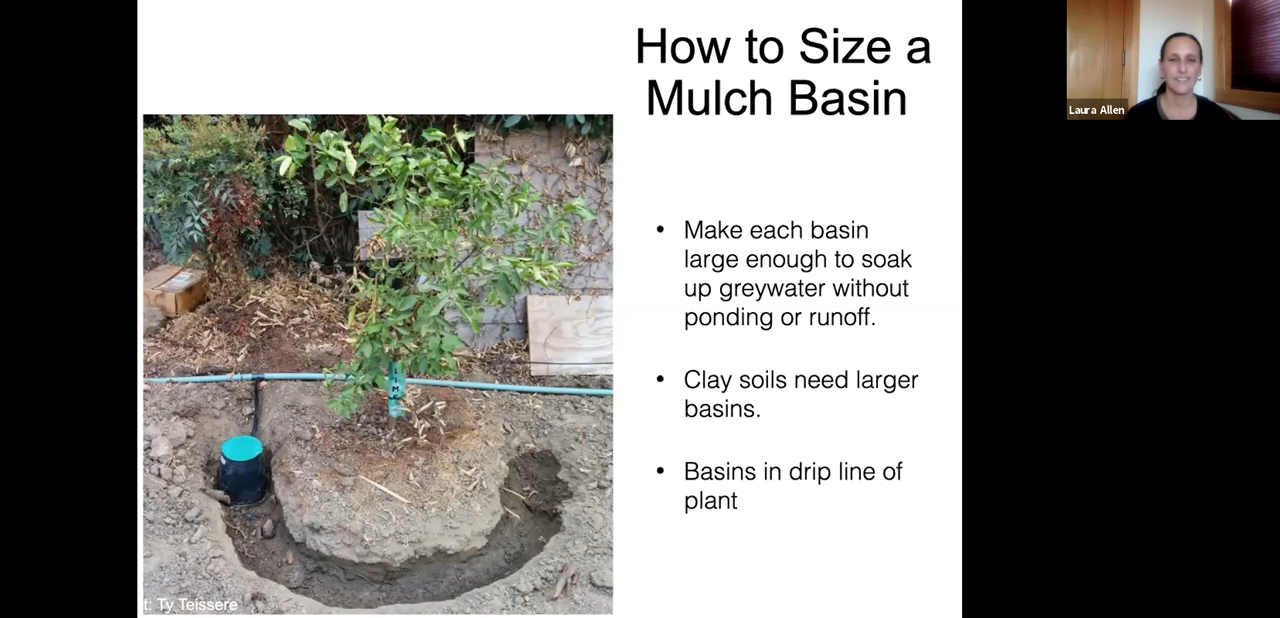 How to Size a
Mulch Basin
Laura Allen
• Make each basin
large enough to soak
up greywater without
ponding or runoff.
• Clay soils need larger
basins.
• Basins in drip line of
plant
LIM
t: Ty Teissere